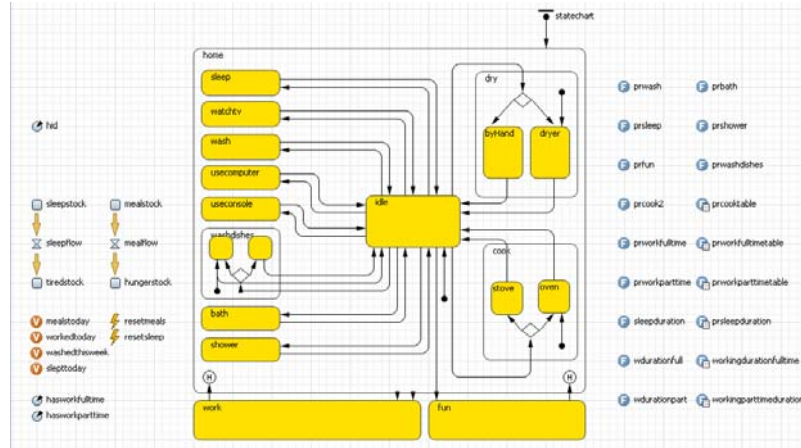 statechart
home
sleep
watchtv
wash
usecomputer
useconsole
washdishes
bath
shower
idle
dry
byHand
dryer
cook
stove
oven
H
H
work
fun
hid
sleepstock mealstock
sleepflow mealflow
tiredstock hungerstock
V mealstoday resetmeals
V workedtoday resetsleep
V washedthisweek
V slepttoday
hasworkfulltime
hasworkparttime
F prwash F prbath
F prsleep F prshower
F prfun F prwashdishes
F prcook2 prcooktable
F prworkfulltime prworkfulltimetable
F prworkparttime prworkparttimetable
F sleepduration prsleepduration
F wdurationfull workingdurationfulltime
F wdurationpart workingparttimeduration